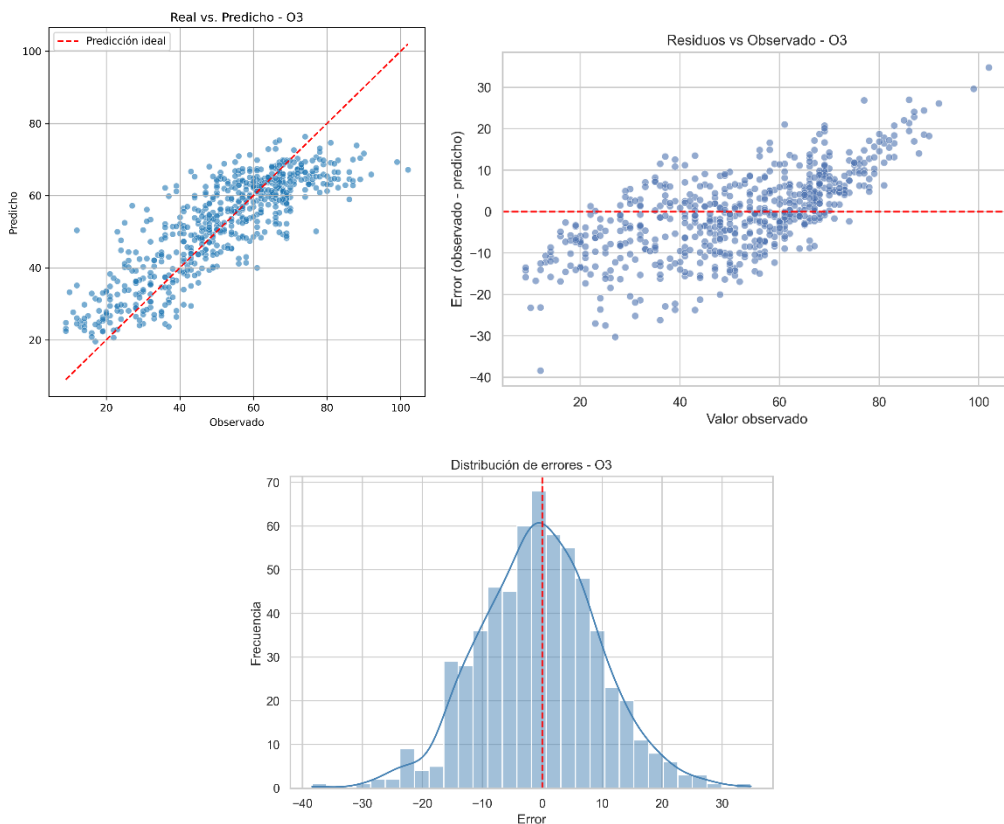 Real vs. Predicho - O3
Predicción ideal
100
80
60
40
20
Predicho
20 40 60 80 100
Observado
Residuos vs Observado - O3
30
20
10
0
−10
−20
−30
−40
Error (observado - predicho)
20 40 60 80 100
Valor observado
Distribución de errores - O3
70
60
50
40
30
20
10
0
Frecuencia
−40 −30 −20 −10 0 10 20 30
Error